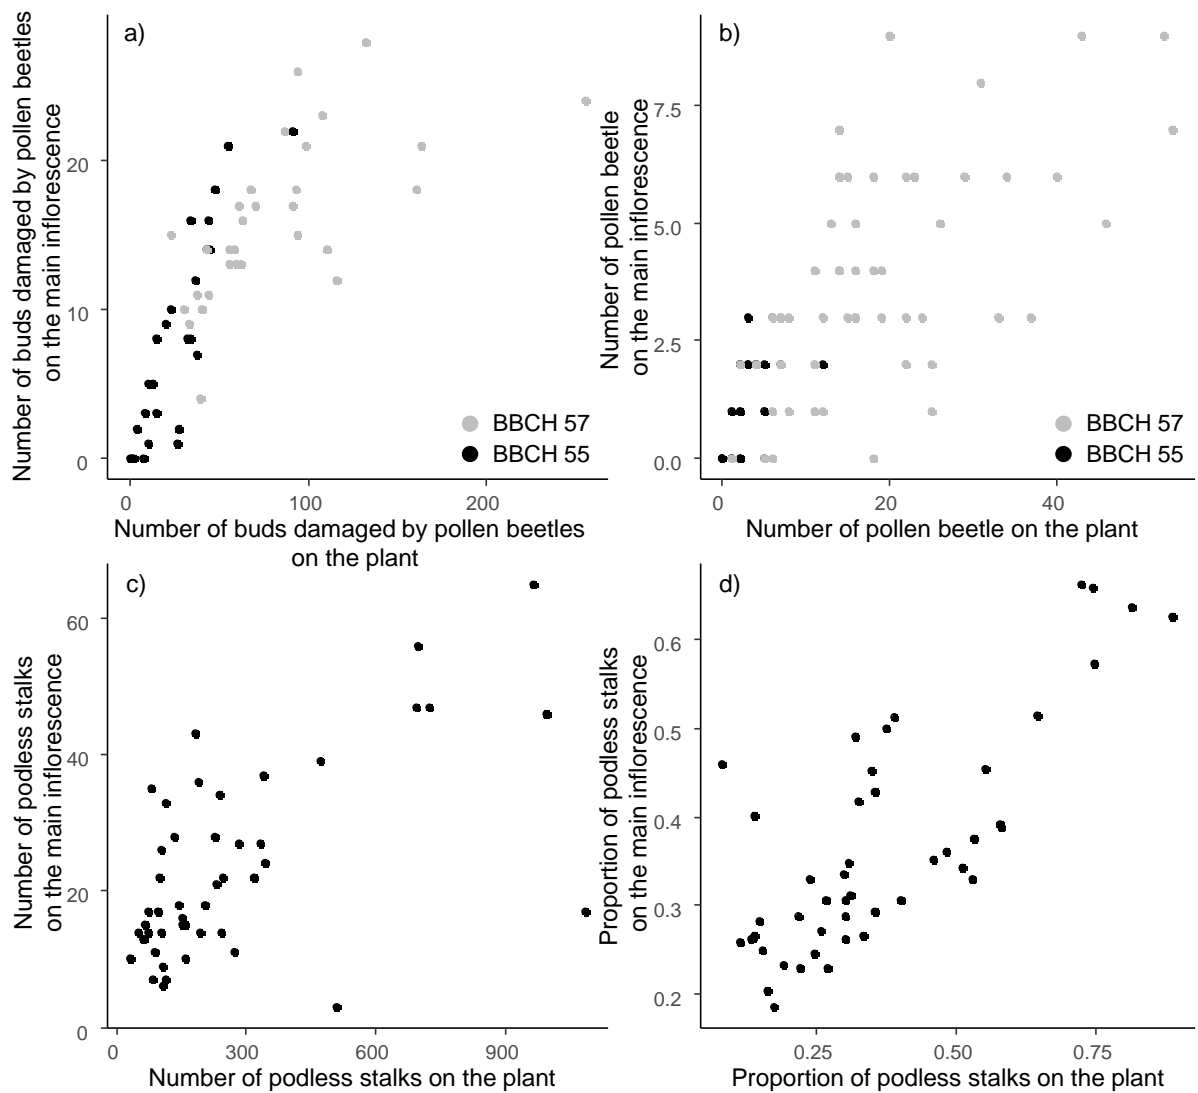 a)
Number of buds damaged by pollen beetles
on the main inflorescence
20
10
0
BBCH 57
BBCH 55
0
100
200
Number of buds damaged by pollen beetles
on the plant
b)
Number of pollen beetle
on the main inflorescence
7.5
5.0
2.5
0.0
BBCH 57
BBCH 55
0
20
40
Number of pollen beetle on the plant
c)
Number of podless stalks
on the main inflorescence
60
40
20
0
0
300
600
900
Number of podless stalks on the plant
d)
Proportion of podless stalks
on the main inflorescence
0.6
0.5
0.4
0.3
0.2
0.25
0.50
0.75
Proportion of podless stalks on the plant